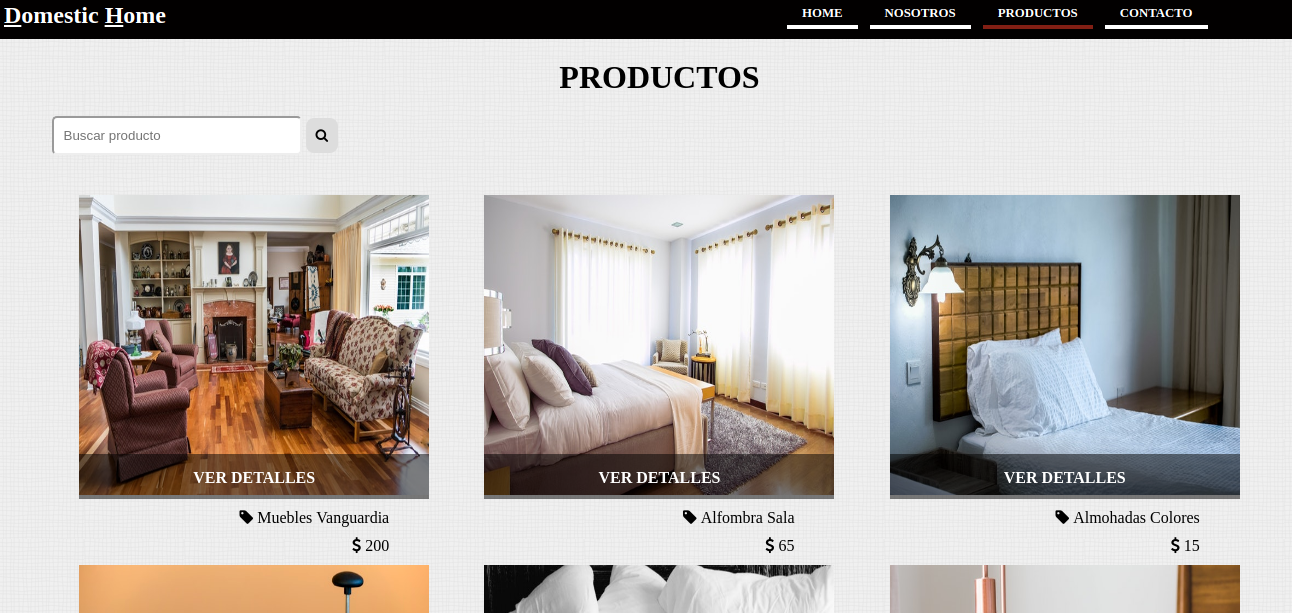 Domestic Home
HOME NOSOTROS PRODUCTOS CONTACTO
PRODUCTOS
Buscar producto
VER DETALLES VER DETALLES VER DETALLES
Muebles Vanguardia Alfombra Sala Almohadas Colores
$ 200 $ 65 $ 15